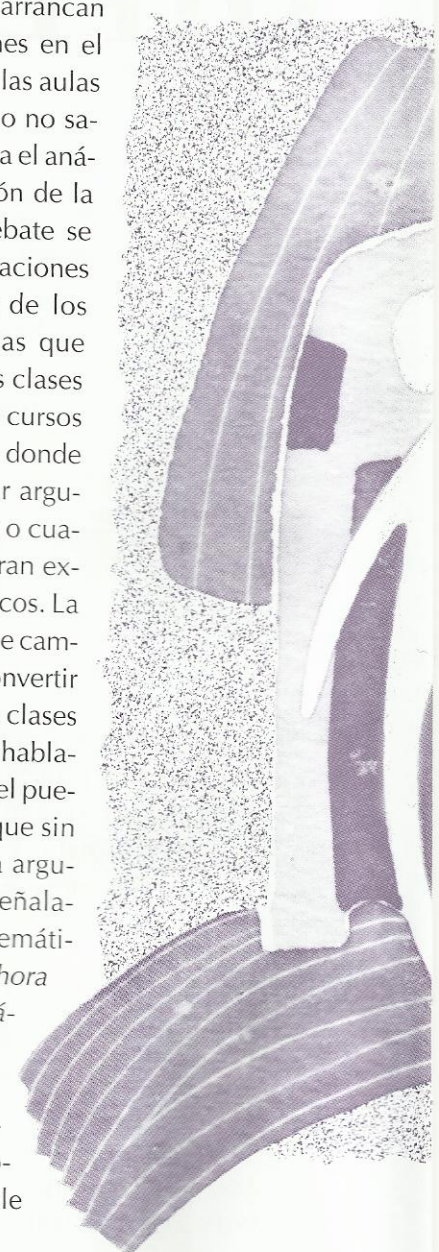 arrancan
nes en el
las aulas
o no sa-
a el aná-
ón de la
ebate se
aciones
de los
as que
s clases
cursos
donde
r argu-
o cua-
ran ex-
cos. La
e cam-
onvertir
clases
habla-
el pue-
que sin
a argu-
eñala-
emáti-
hora
á-
o-
le